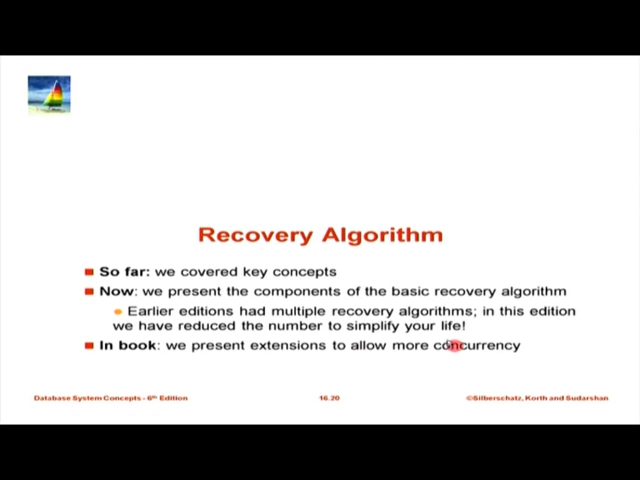 Recovery Algorithm
So far: we covered key concepts
Now: we present the components of the basic recovery algorithm
Earlier editions had multiple recovery algorithms; in this edition
we have reduced the number to simplify your life!
In book: we present extensions to allow more concurrency
Database System Concepts - 6th Edition
16.20
©Silberschatz, Korth and Sudarshan